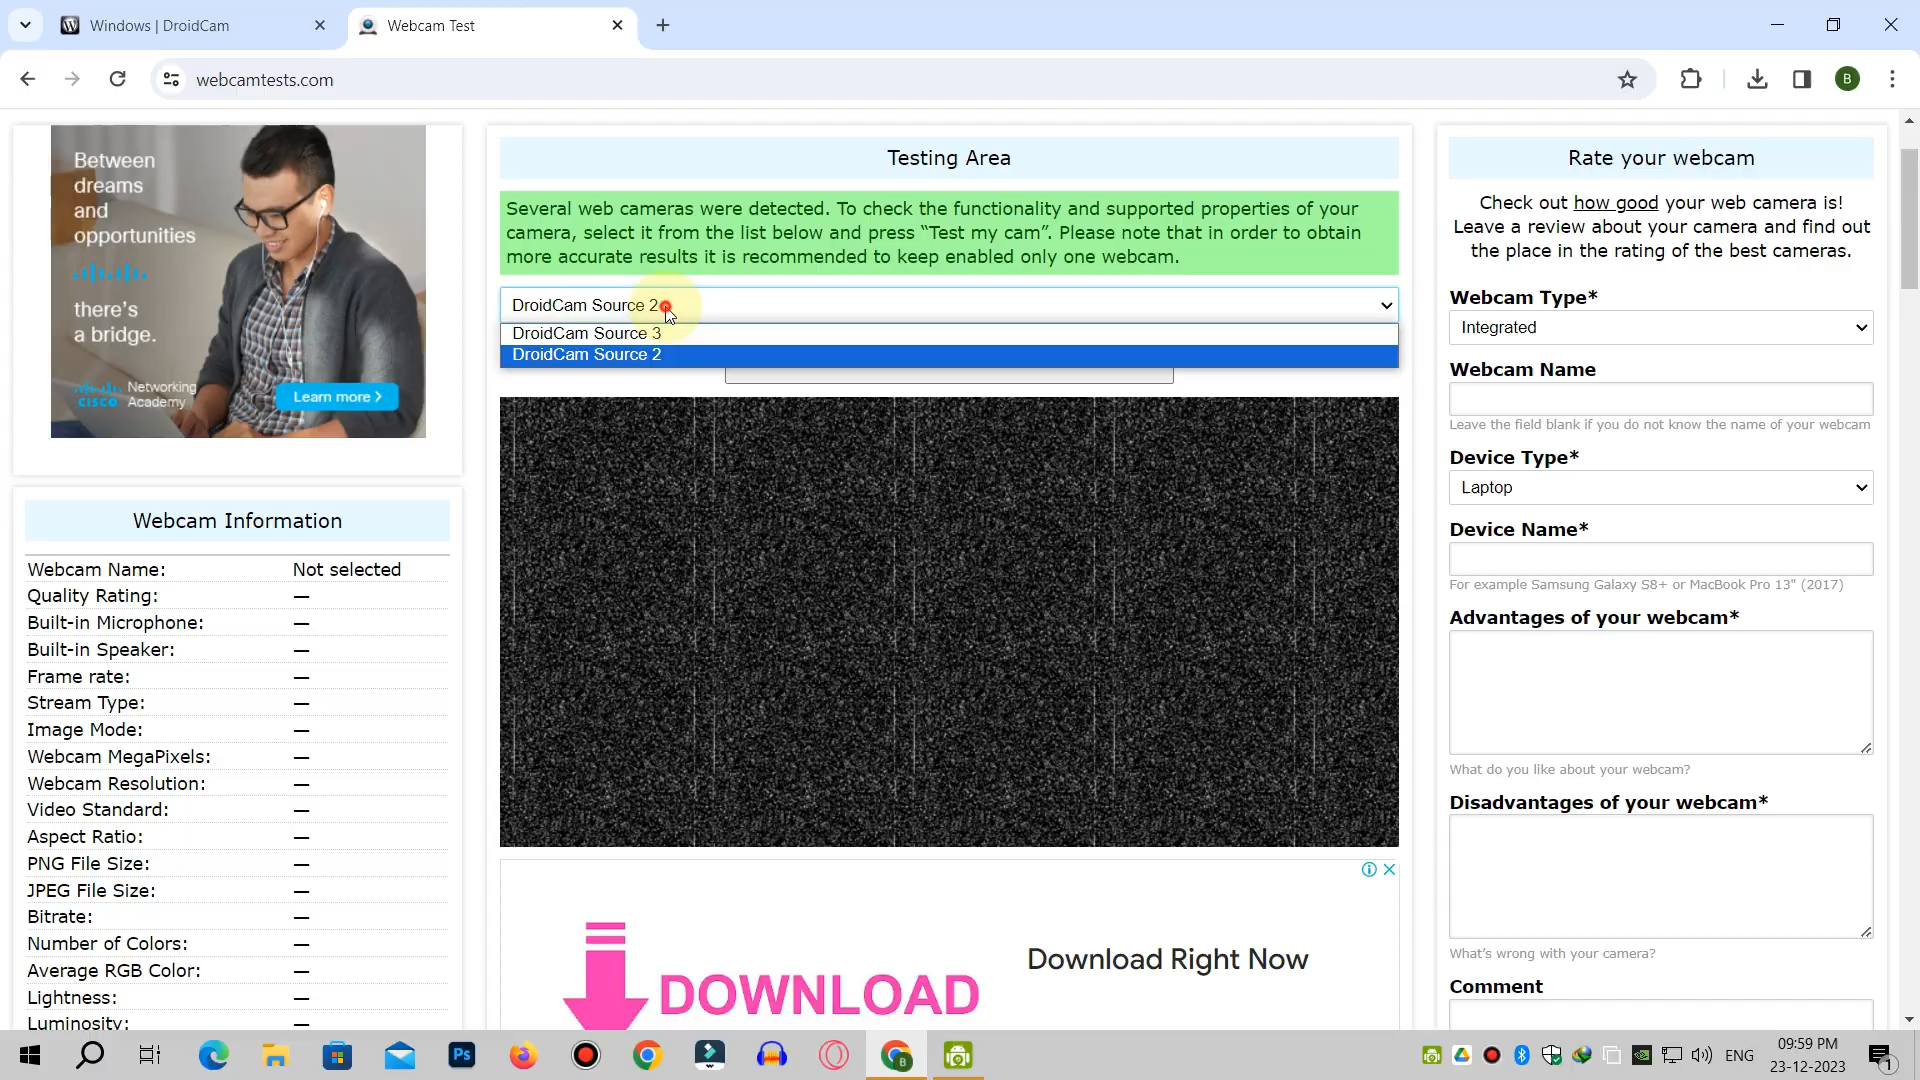 Windows | DroidCam
Webcam Test
webcamtests.com
B
Between
dreams
and
opportunities
there's
a bridge.
CISCO
Networking
Academy
Learn more >
Webcam Information
Webcam Name: Not selected
Quality Rating: —
Built-in Microphone: —
Built-in Speaker: —
Frame rate: —
Stream Type: —
Image Mode: —
Webcam MegaPixels: —
Webcam Resolution: —
Video Standard: —
Aspect Ratio: —
PNG File Size: —
JPEG File Size: —
Bitrate: —
Number of Colors: —
Average RGB Color: —
Lightness: —
Luminosity: —
Testing Area
Several web cameras were detected. To check the functionality and supported properties of your
camera, select it from the list below and press “Test my cam”. Please note that in order to obtain
more accurate results it is recommended to keep enabled only one webcam.
DroidCam Source 2
DroidCam Source 3
DroidCam Source 2
DOWNLOAD
Download Right Now
Rate your webcam
Check out how good your web camera is!
Leave a review about your camera and find out
the place in the rating of the best cameras.
Webcam Type*
Integrated
Webcam Name
Leave the field blank if you do not know the name of your webcam
Device Type*
Laptop
Device Name*
For example Samsung Galaxy S8+ or MacBook Pro 13" (2017)
Advantages of your webcam*
What do you like about your webcam?
Disadvantages of your webcam*
What’s wrong with your camera?
Comment
Ps
B
ENG
09:59 PM
23-12-2023
1